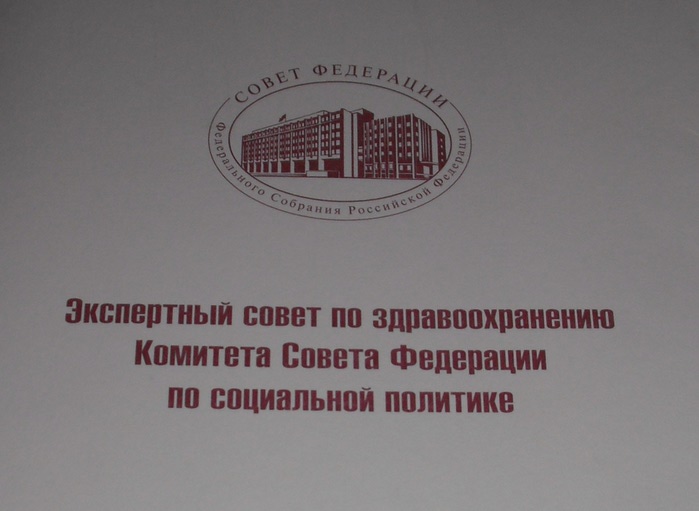 СОВЕТ ФЕДЕРАЦИИ
Федерального Собрания Российской Федерации
Экспертный совет по здравоохранению
Комитета Совета Федерации
по социальной политике